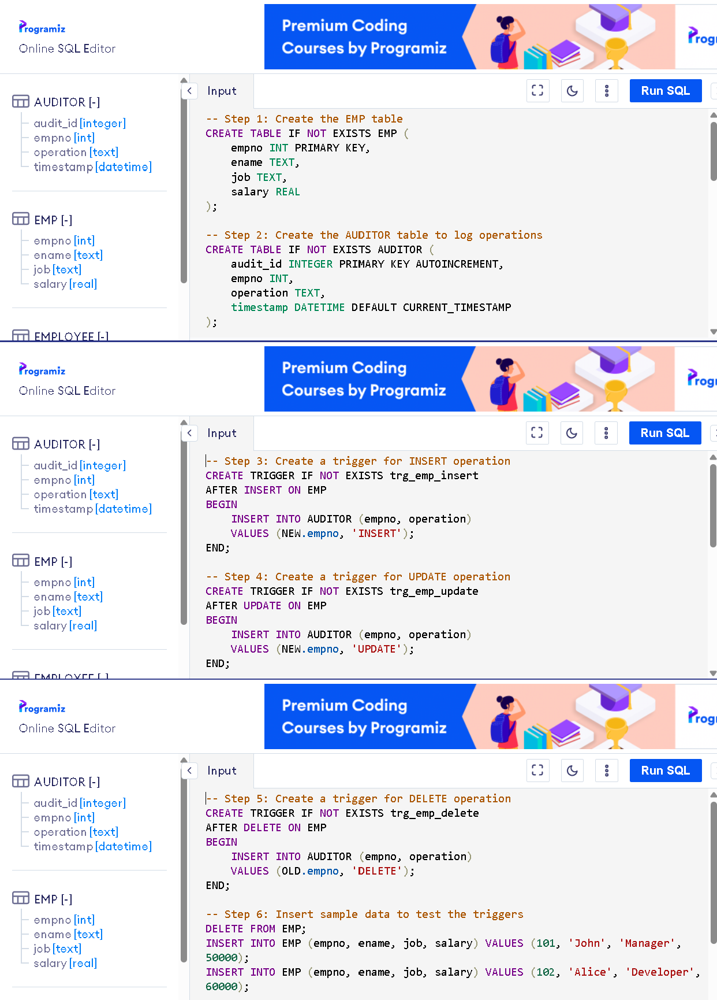 Programiz
Online SQL Editor
Premium Coding
Courses by Programiz
Input
Run SQL
AUDITOR [-]
audit_id [integer]
empno [int]
operation [text]
timestamp [datetime]
EMP [-]
empno [int]
ename [text]
job [text]
salary [real]
EMPLOYEE [-]
-- Step 1: Create the EMP table
CREATE TABLE IF NOT EXISTS EMP (
    empno INT PRIMARY KEY,
    ename TEXT,
    job TEXT,
    salary REAL
);
-- Step 2: Create the AUDITOR table to log operations
CREATE TABLE IF NOT EXISTS AUDITOR (
    audit_id INTEGER PRIMARY KEY AUTOINCREMENT,
    empno INT,
    operation TEXT,
    timestamp DATETIME DEFAULT CURRENT_TIMESTAMP
);
Programiz
Online SQL Editor
Premium Coding
Courses by Programiz
Input
Run SQL
AUDITOR [-]
audit_id [integer]
empno [int]
operation [text]
timestamp [datetime]
EMP [-]
empno [int]
ename [text]
job [text]
salary [real]
EMPLOYEE [-]
-- Step 3: Create a trigger for INSERT operation
CREATE TRIGGER IF NOT EXISTS trg_emp_insert
AFTER INSERT ON EMP
BEGIN
    INSERT INTO AUDITOR (empno, operation)
    VALUES (NEW.empno, 'INSERT');
END;
-- Step 4: Create a trigger for UPDATE operation
CREATE TRIGGER IF NOT EXISTS trg_emp_update
AFTER UPDATE ON EMP
BEGIN
    INSERT INTO AUDITOR (empno, operation)
    VALUES (NEW.empno, 'UPDATE');
END;
Programiz
Online SQL Editor
Premium Coding
Courses by Programiz
Input
Run SQL
AUDITOR [-]
audit_id [integer]
empno [int]
operation [text]
timestamp [datetime]
EMP [-]
empno [int]
ename [text]
job [text]
salary [real]
-- Step 5: Create a trigger for DELETE operation
CREATE TRIGGER IF NOT EXISTS trg_emp_delete
AFTER DELETE ON EMP
BEGIN
    INSERT INTO AUDITOR (empno, operation)
    VALUES (OLD.empno, 'DELETE');
END;
-- Step 6: Insert sample data to test the triggers
DELETE FROM EMP;
INSERT INTO EMP (empno, ename, job, salary) VALUES (101, 'John', 'Manager',
50000);
INSERT INTO EMP (empno, ename, job, salary) VALUES (102, 'Alice', 'Developer',
60000);